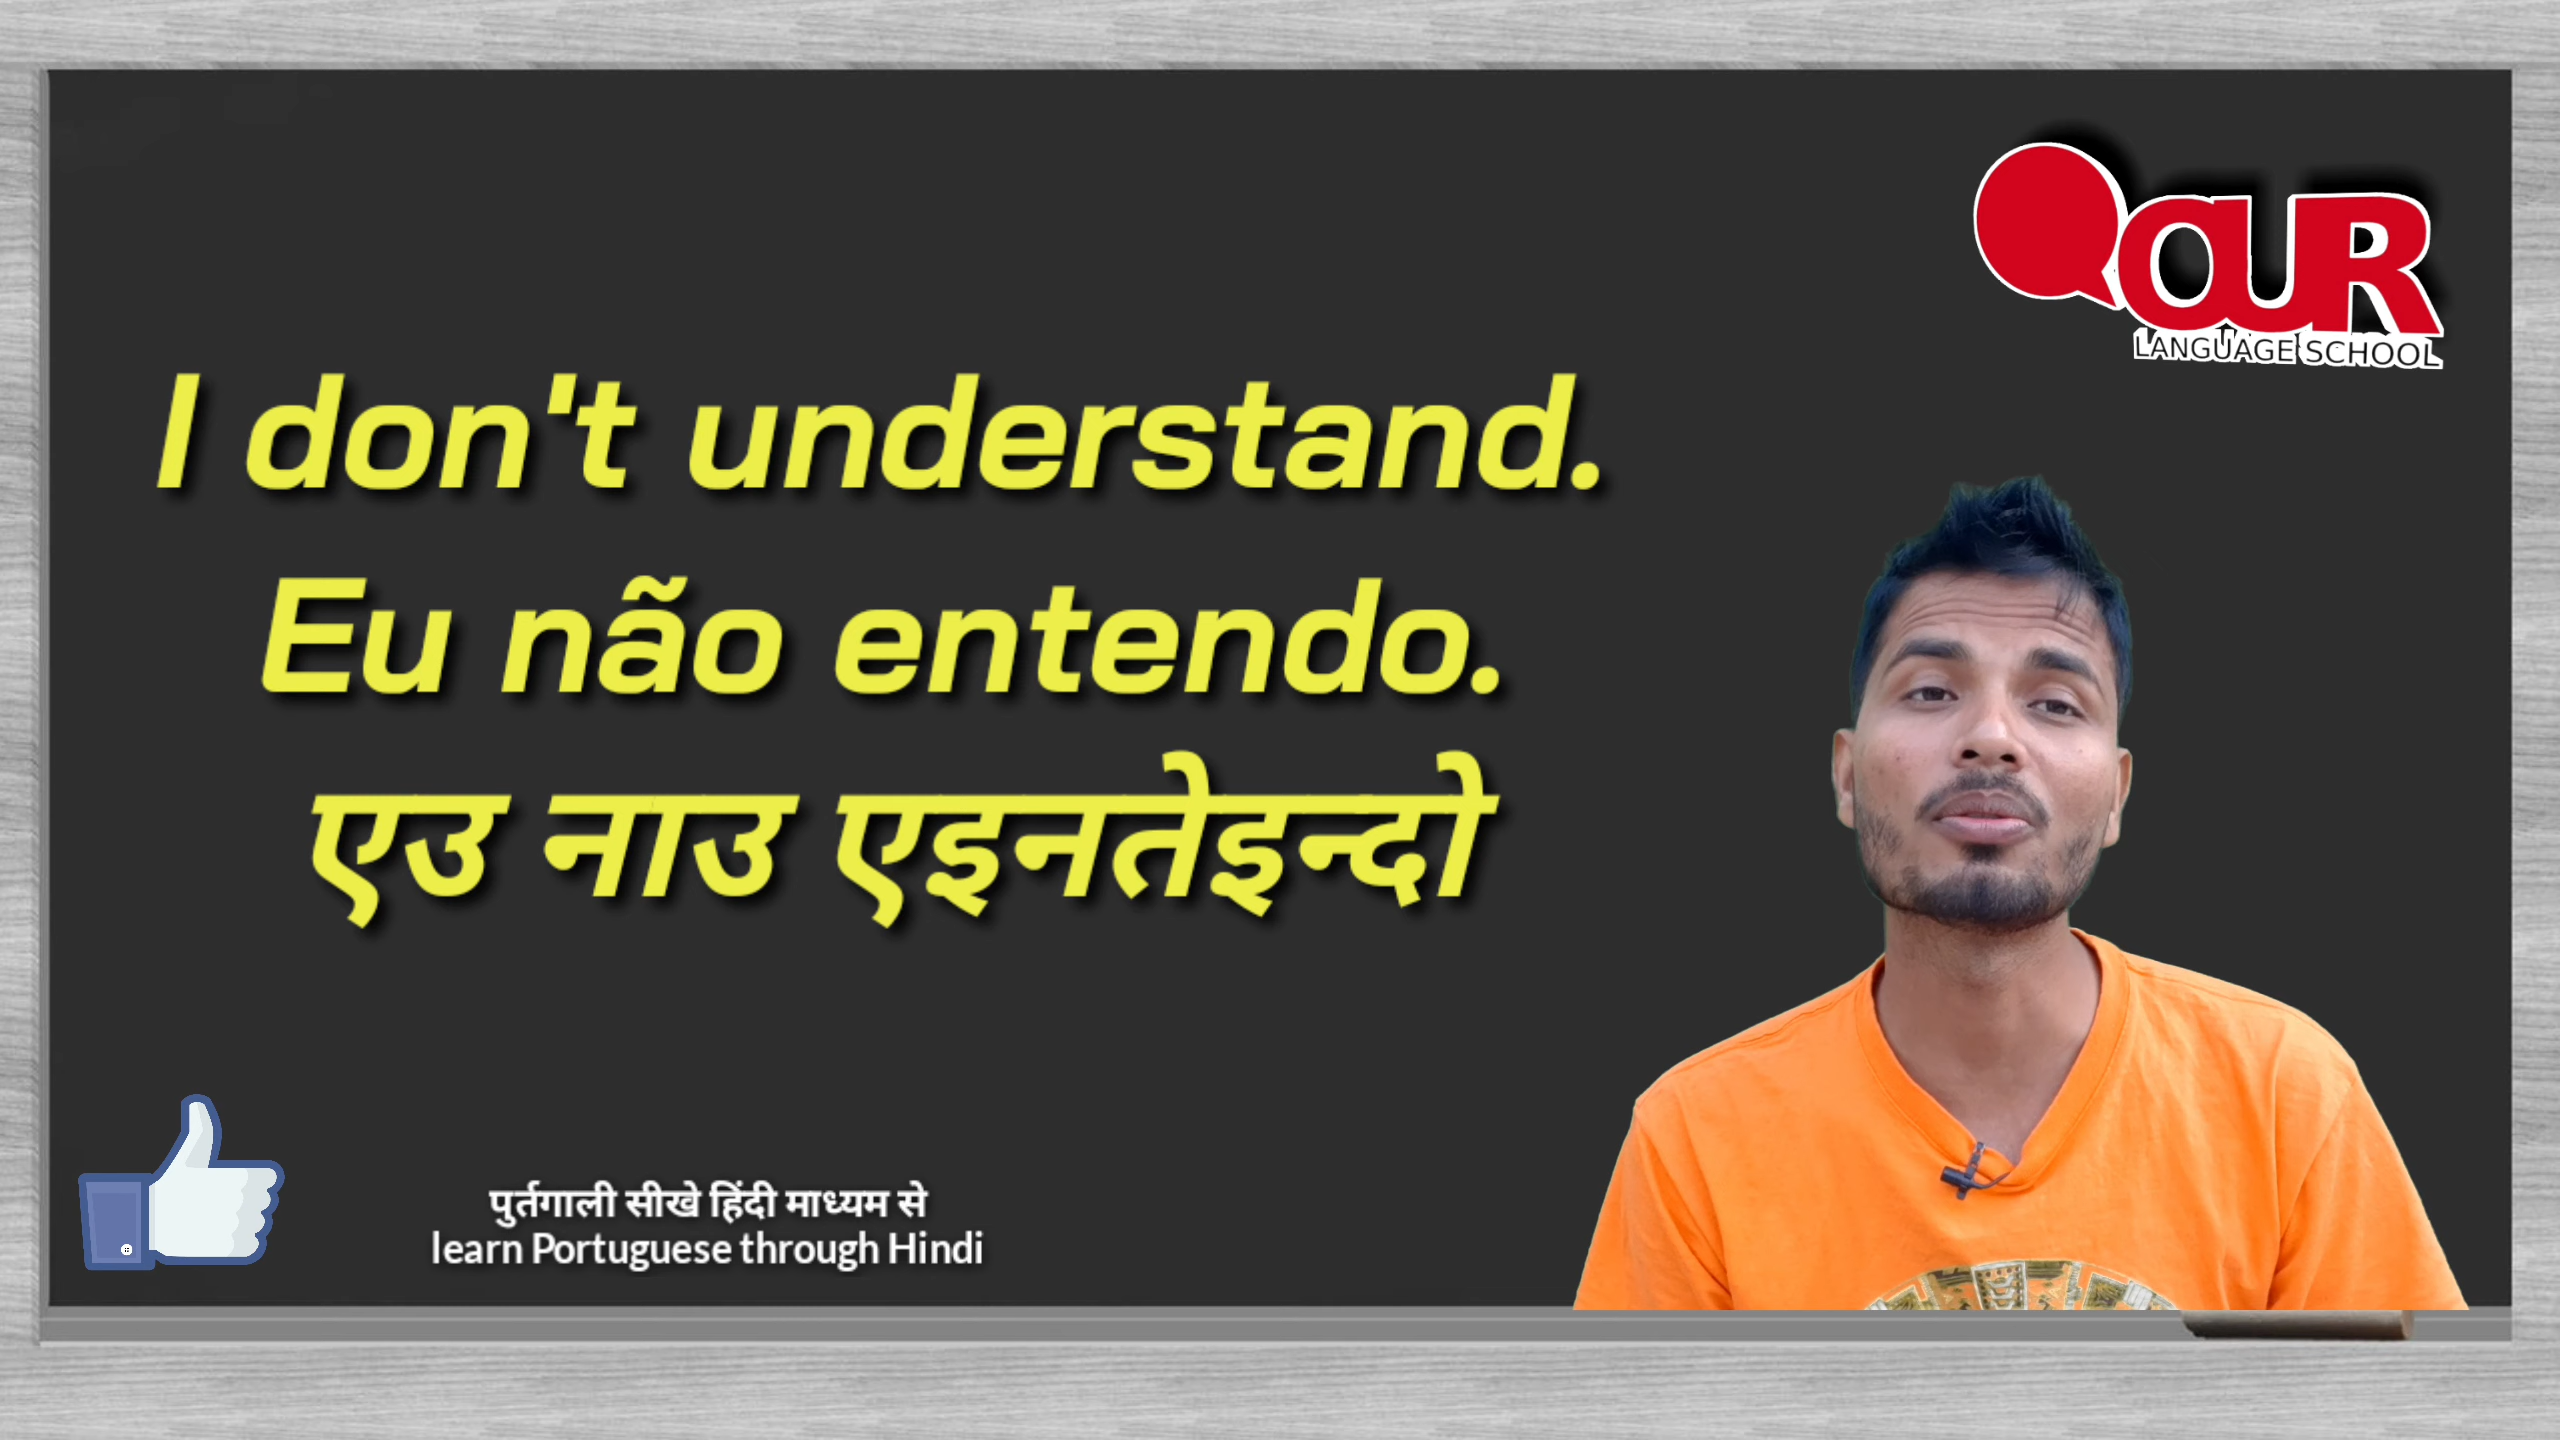 OUR
LANGUAGE SCHOOL
I don't understand.
Eu não entendo.
एउ नाउ एइनतेइन्दो
पुर्तगाली सीखे हिंदी माध्यम से
learn Portuguese through Hindi